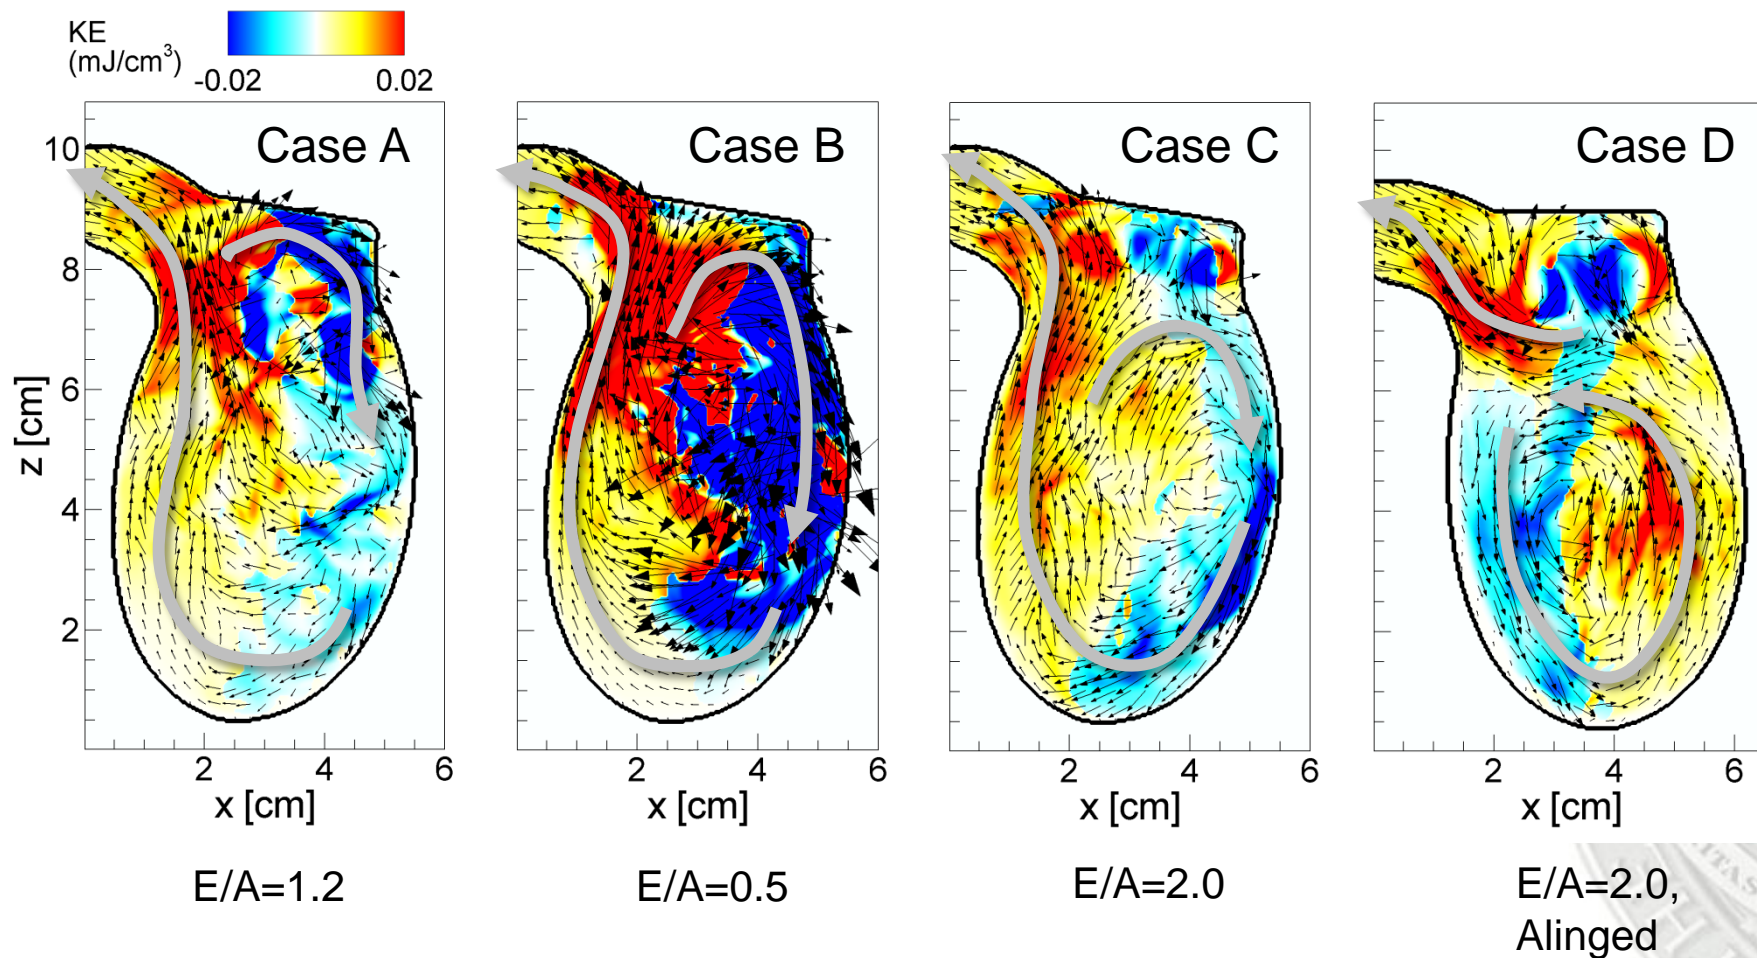 KE
(mJ/cm³)
-0.02 0.02
Case A
Case B
Case C
Case D
10
8
6
4
2
z [cm]
2 4 6
2 4 6
2 4 6
2 4 6
x [cm]
x [cm]
x [cm]
x [cm]
E/A=1.2
E/A=0.5
E/A=2.0
E/A=2.0,
Alinged